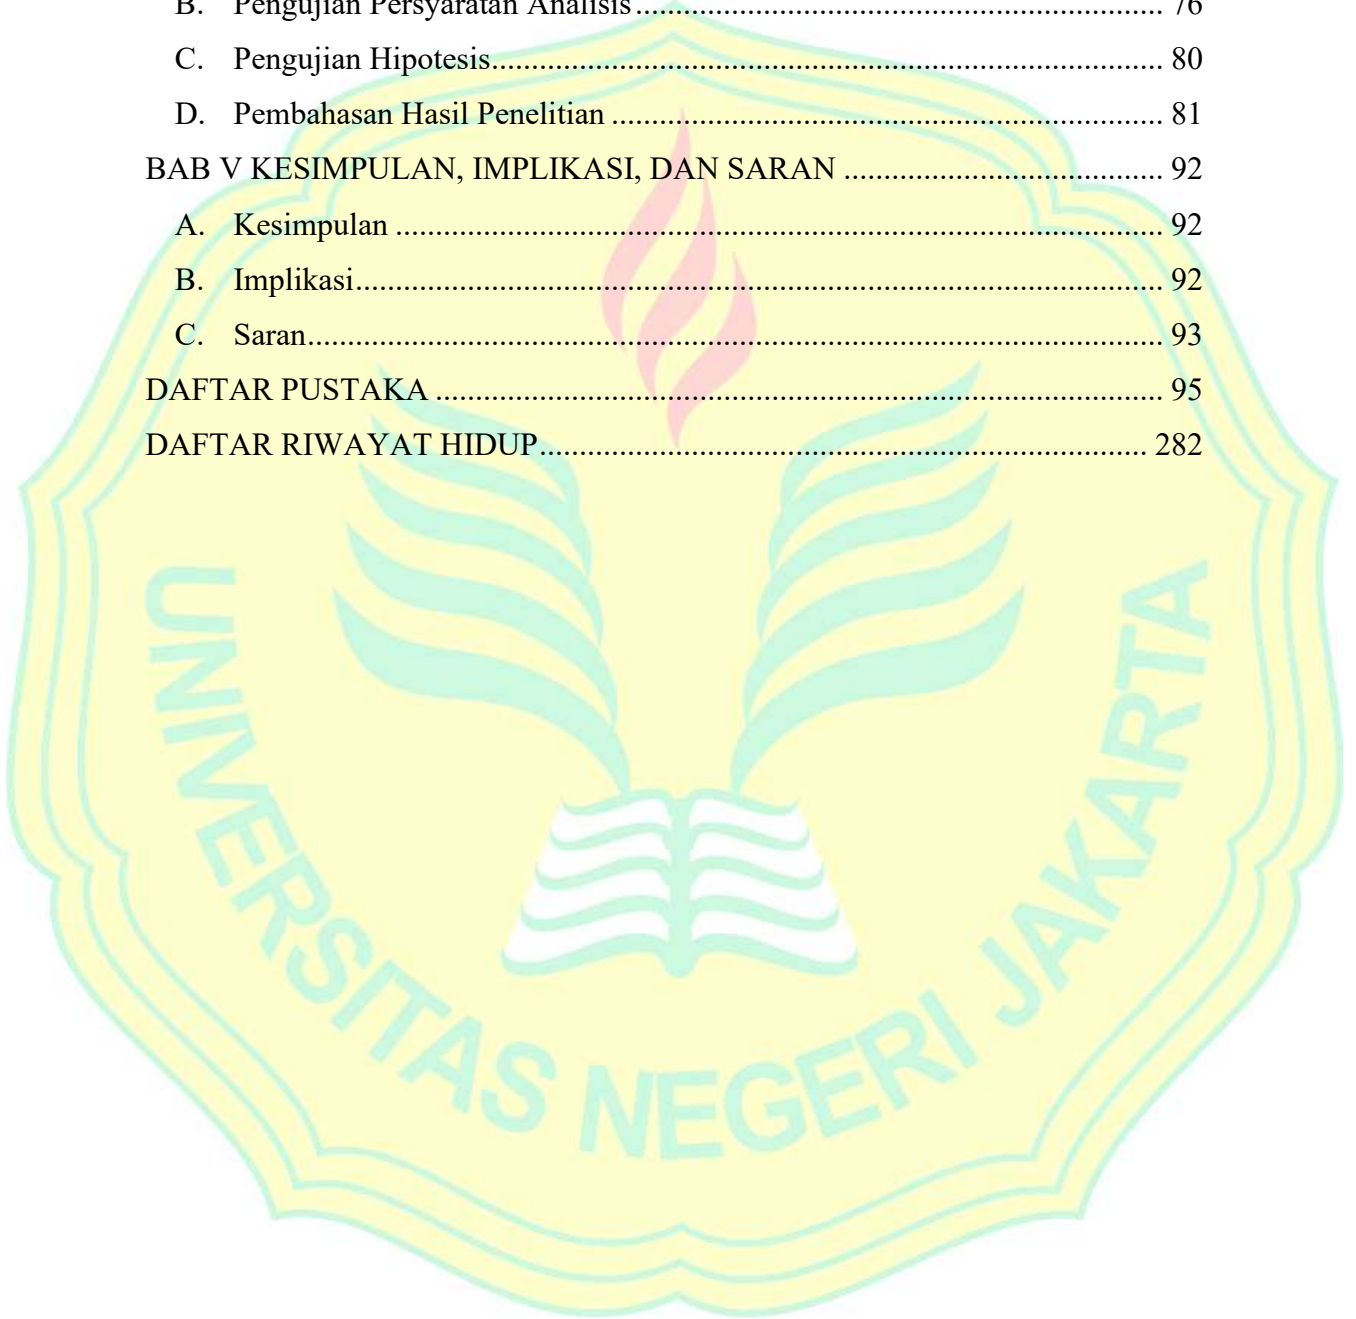 B. Pengujian Persyaratan Analisis.................................................................. 76
C. Pengujian Hipotesis.................................................................................... 80
D. Pembahasan Hasil Penelitian ..................................................................... 81
BAB V KESIMPULAN, IMPLIKASI, DAN SARAN ........................................ 92
A. Kesimpulan ................................................................................................ 92
B. Implikasi..................................................................................................... 92
C. Saran........................................................................................................... 93
DAFTAR PUSTAKA ........................................................................................... 95
DAFTAR RIWAYAT HIDUP............................................................................ 282
UNIVERSITAS NEGERI JAKARTA